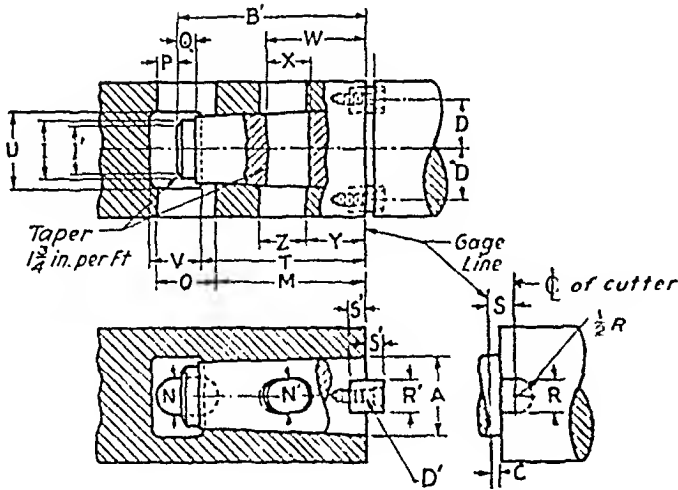 B'
Q
W
P
X
U
I'
D
D
Taper
1 3/4 in. per Ft
Z
Y
V
T
O
M
Gage
Line
S
℄ of cutter
1/2 R
S'
S'
N
N'
R'
A
R
D'
C